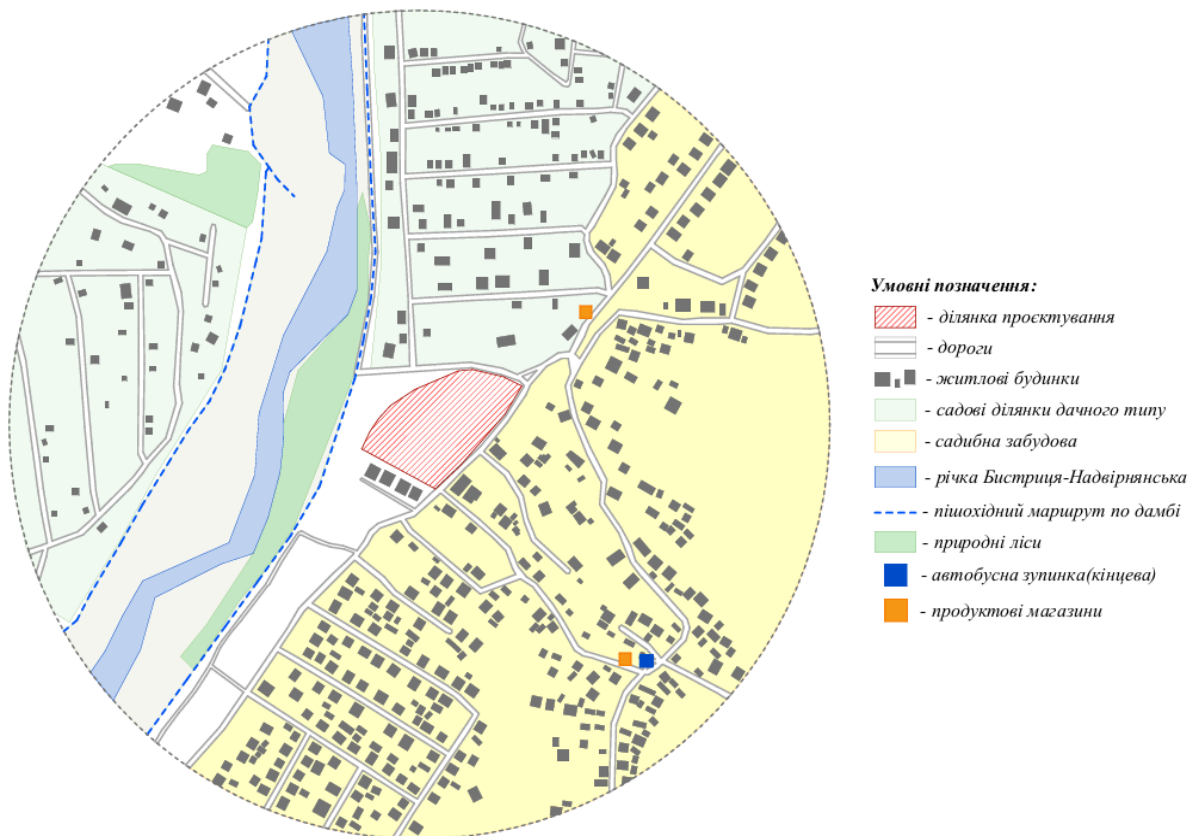 Умовні позначення:
- ділянка проєктування
- дороги
- житлові будинки
- садові ділянки дачного типу
- садибна забудова
- річка Бистриця-Надвірнянська
- пішохідний маршрут по дамбі
- природні ліси
- автобусна зупинка(кінцева)
- продуктові магазини